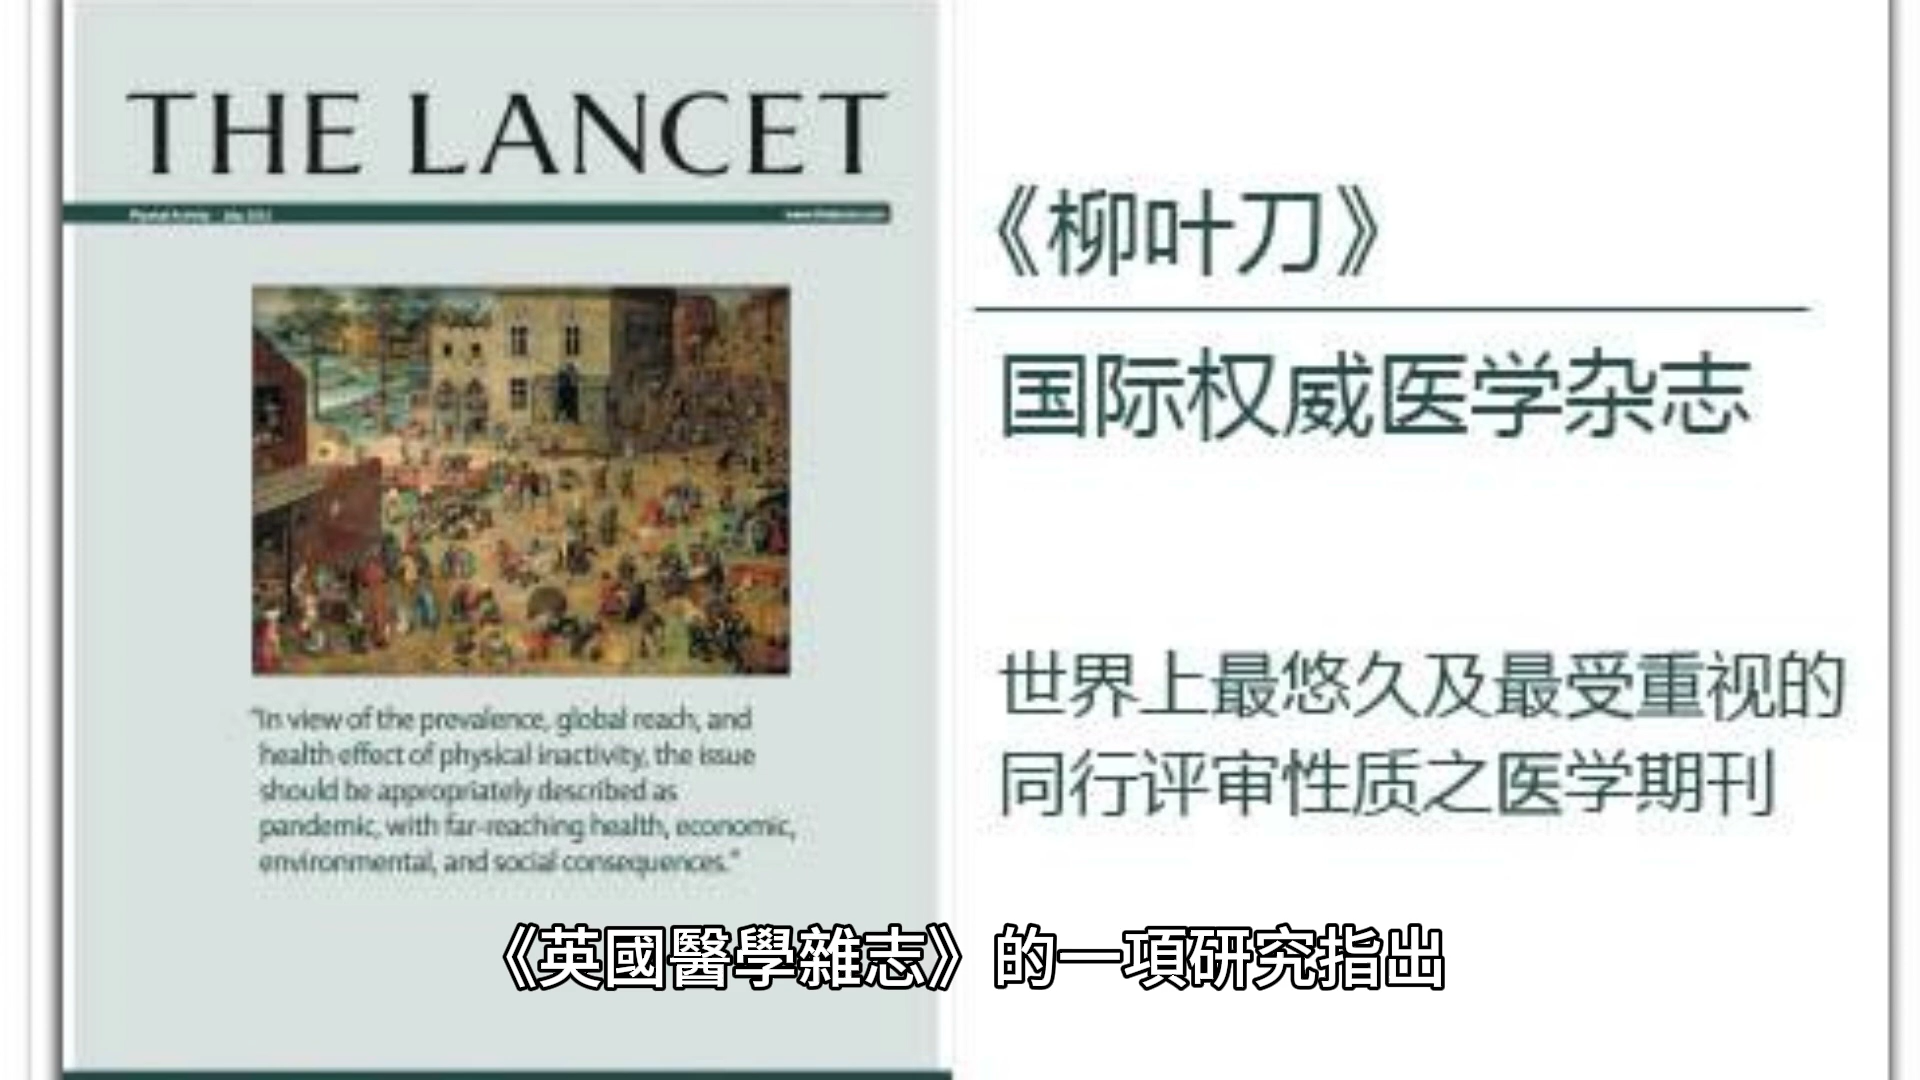 THE LANCET
《柳叶刀》
国际权威医学杂志
世界上最悠久及最受重视的
同行评审性质之医学期刊
"In view of the prevalence, global reach, and
health effect of physical inactivity, the issue
should be appropriately described as
pandemic, with far-reaching health, economic,
environmental, and social consequences."
《英國醫學雜志》的一項研究指出